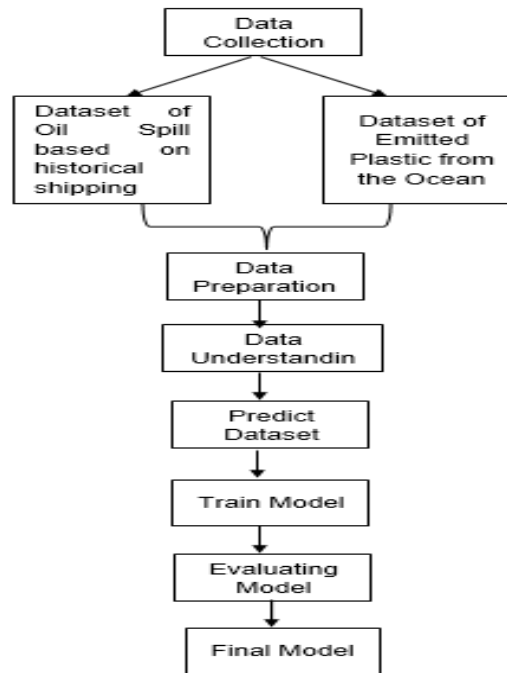 Data
Collection
Dataset of
Oil Spill
based on
historical
shipping
Dataset of
Emitted
Plastic from
the Ocean
Data
Preparation
Data
Understandin
Predict
Dataset
Train Model
Evaluating
Model
Final Model